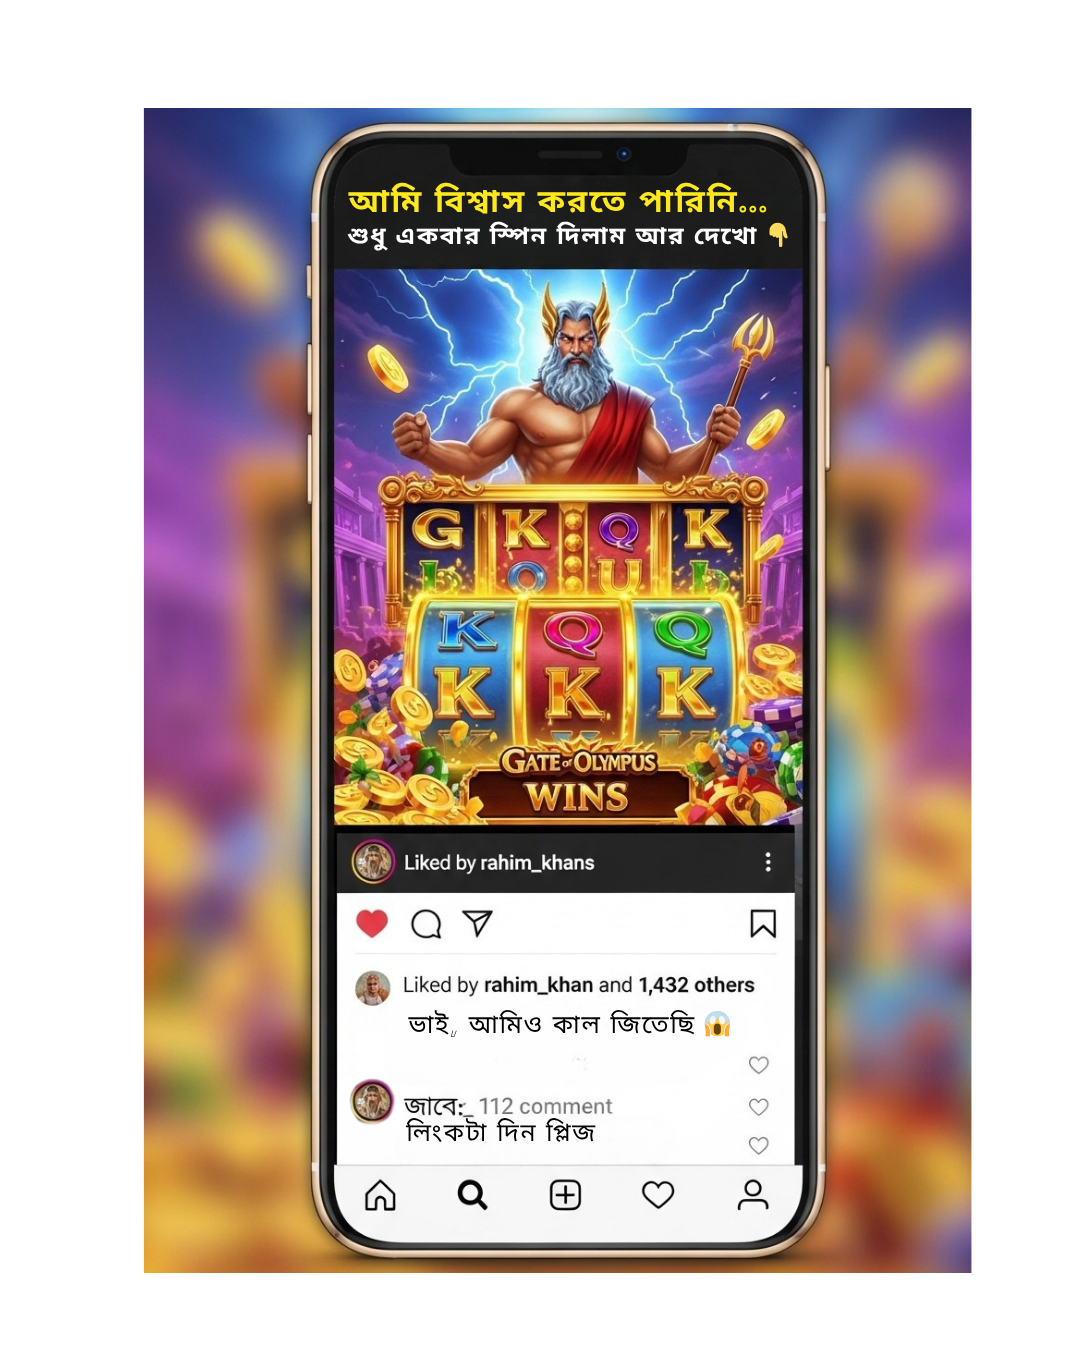 আমি বিশ্বাস করতে পারিনি...
শুধু একবার স্পিন দিলাম আর দেখো 👇
G K Q K
Q U
K Q Q
K K K
GATE OF OLYMPUS
WINS
Liked by rahim_khans
Liked by rahim_khan and 1,432 others
ভাই, আমিও কাল জিতেছি 😱
জাবের:_ 112 comment
লিংকটা দিন প্লিজ